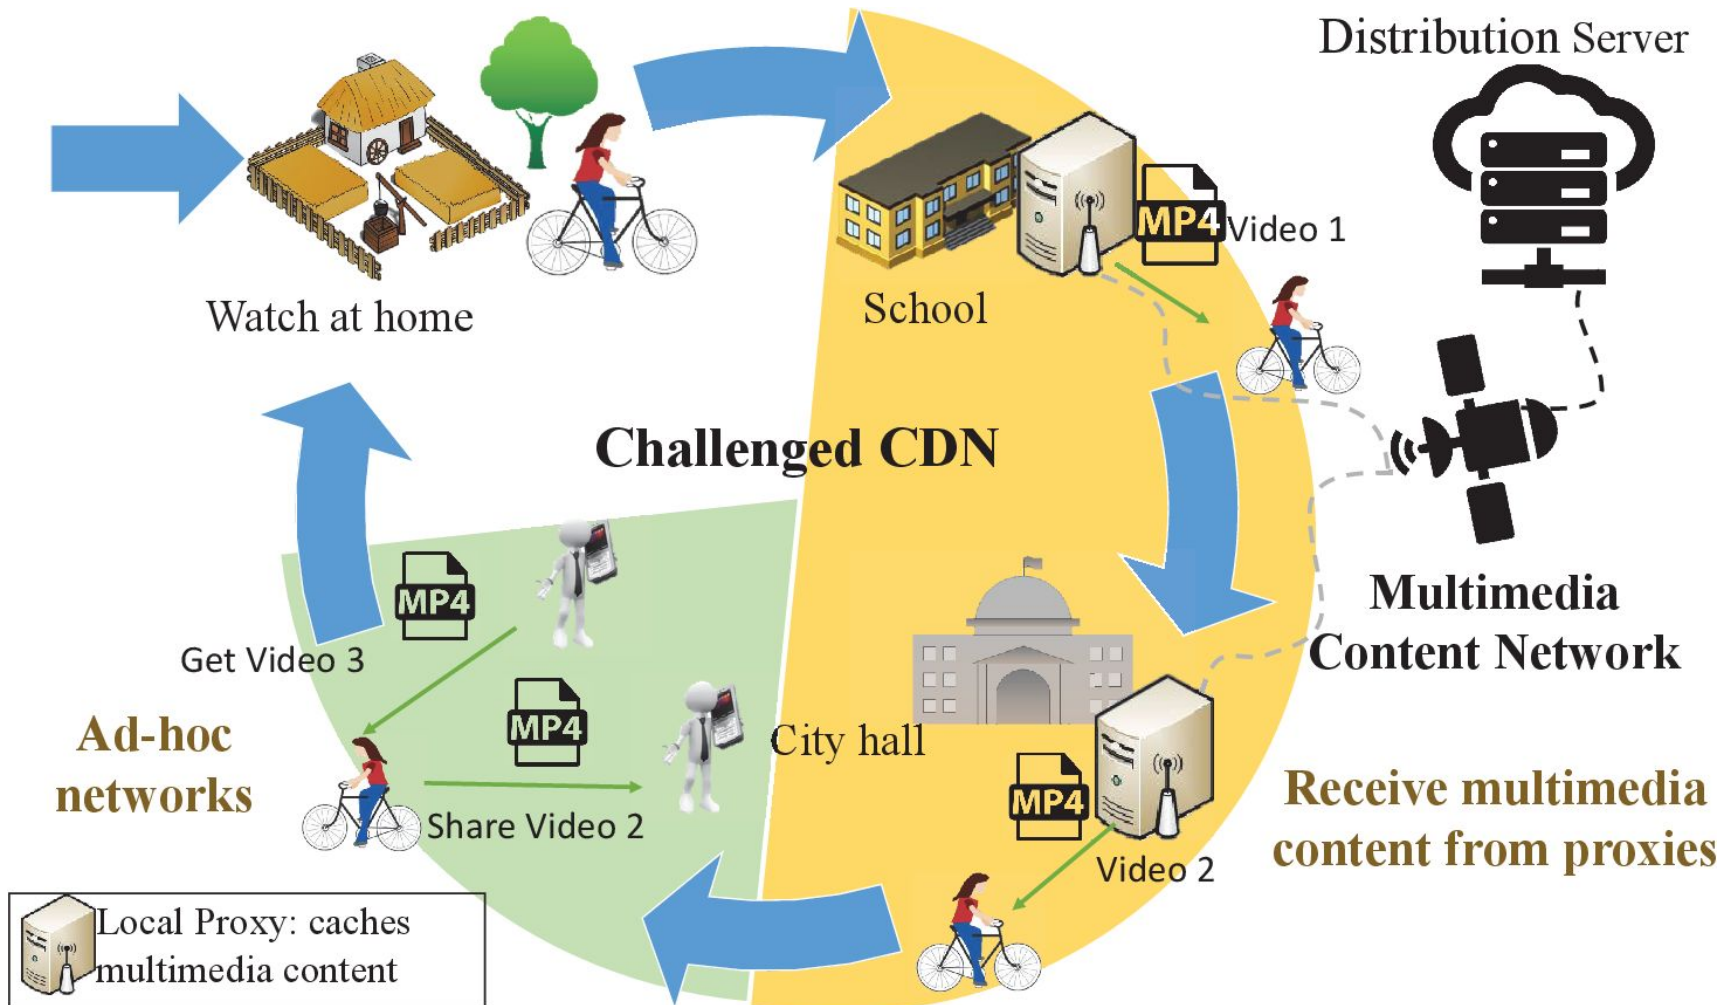 Distribution Server
MP4
Video 1
Watch at home
School
Challenged CDN
MP4
Multimedia
Content Network
Get Video 3
MP4
Ad-hoc
networks
City hall
MP4
Receive multimedia
content from proxies
Share Video 2
Video 2
Local Proxy: caches
multimedia content